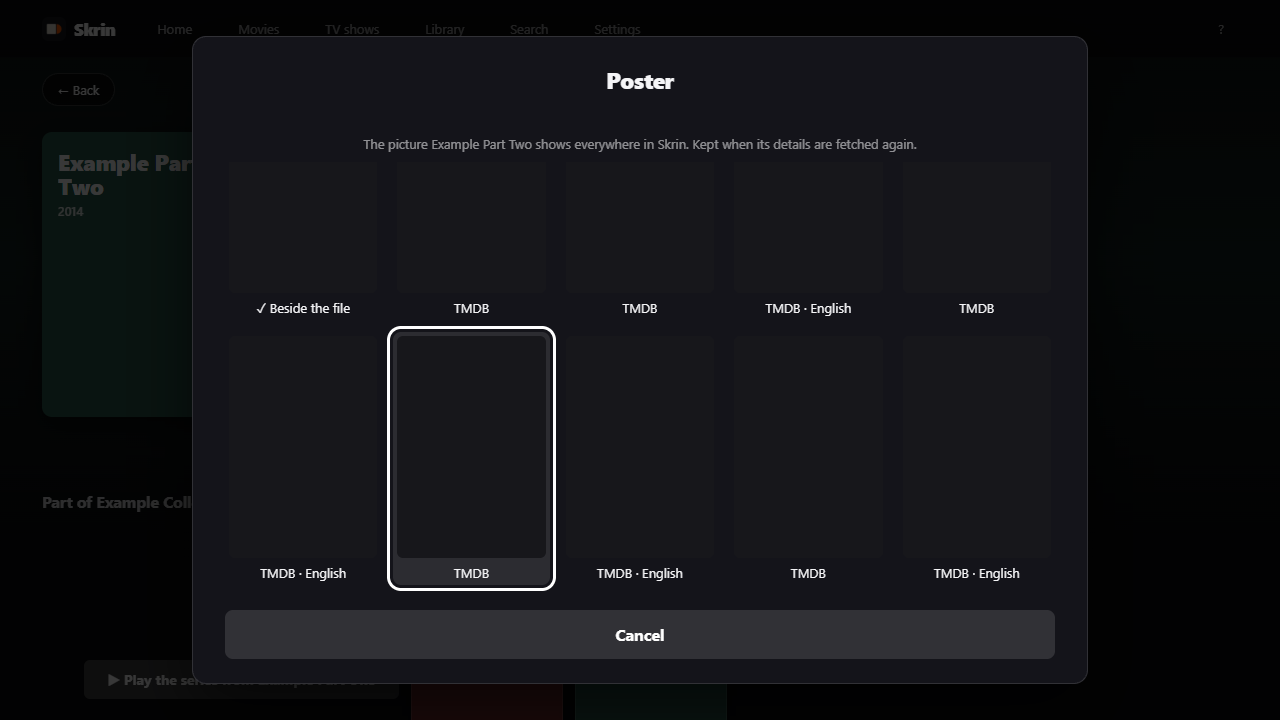 Skrin Home Movies TV shows Library Search Settings ?
← Back
Example Par
Two
2014
Part of Example Coll
▶ Play the se
Poster
The picture Example Part Two shows everywhere in Skrin. Kept when its details are fetched again.
✓ Beside the file TMDB TMDB TMDB · English TMDB
TMDB · English TMDB TMDB · English TMDB TMDB · English
Cancel